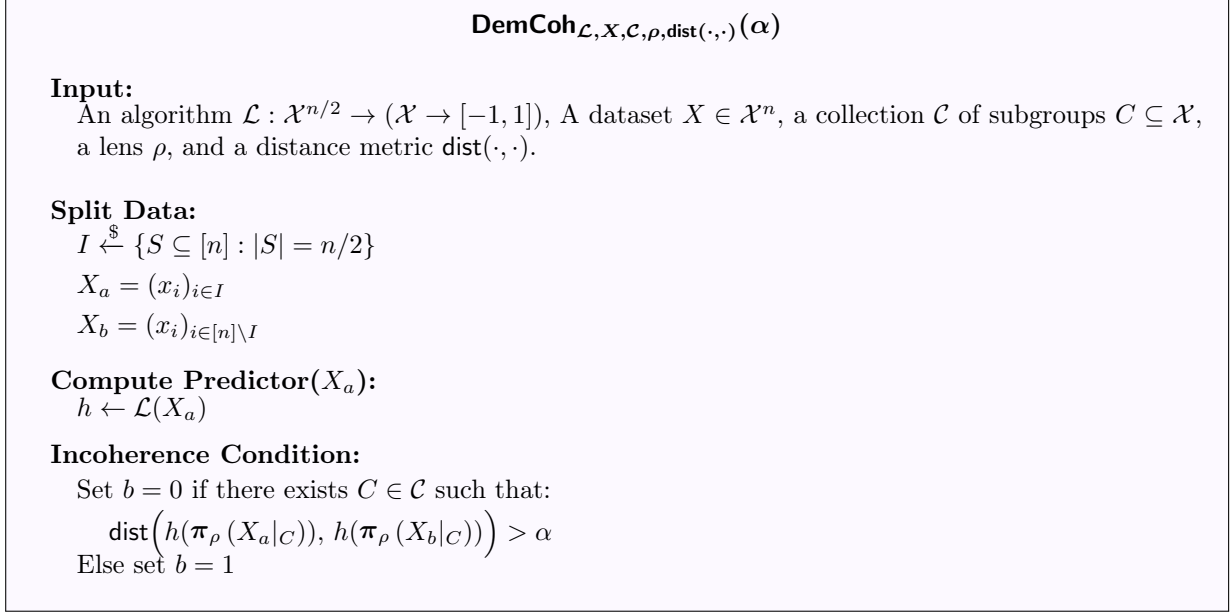 DemCoh_{𝓛,X,𝒞,ρ,dist(·,·)}(α)
Input:
An algorithm 𝓛 : 𝒳^{n/2} → (𝒳 → [−1, 1]), A dataset X ∈ 𝒳^n, a collection 𝒞 of subgroups C ⊆ 𝒳,
a lens ρ, and a distance metric dist(·, ·).
Split Data:
I ←^{$} {S ⊆ [n] : |S| = n/2}
X_a = (x_i)_{i∈I}
X_b = (x_i)_{i∈[n]\I}
Compute Predictor(X_a):
h ← 𝓛(X_a)
Incoherence Condition:
Set b = 0 if there exists C ∈ 𝒞 such that:
dist(h(π_ρ (X_a|_C)), h(π_ρ (X_b|_C))) > α
Else set b = 1